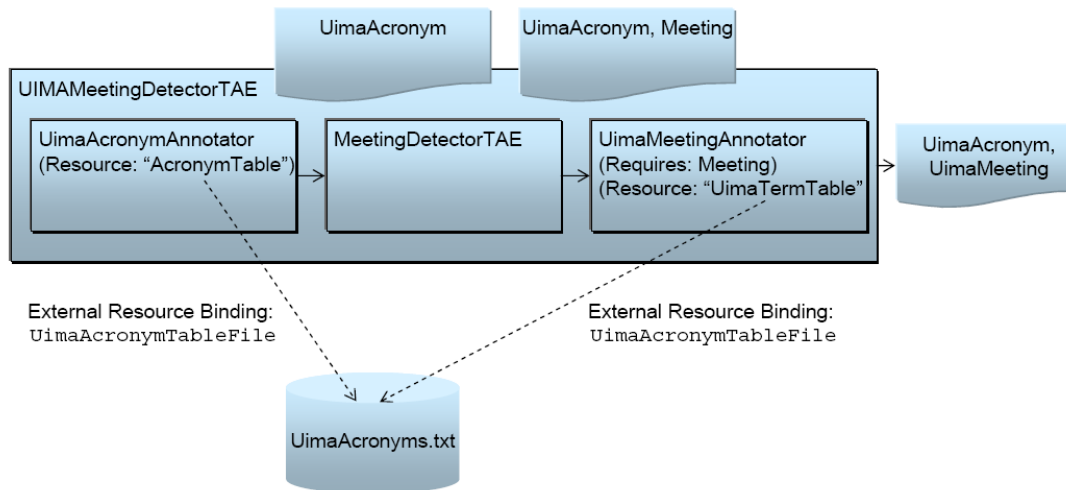 UimaAcronym
UimaAcronym, Meeting
UIMAMeetingDetectorTAE
UimaAcronymAnnotator
(Resource: “AcronymTable”)
MeetingDetectorTAE
UimaMeetingAnnotator
(Requires: Meeting)
(Resource: “UimaTermTable”
UimaAcronym,
UimaMeeting
External Resource Binding:
UimaAcronymTableFile
External Resource Binding:
UimaAcronymTableFile
UimaAcronyms.txt